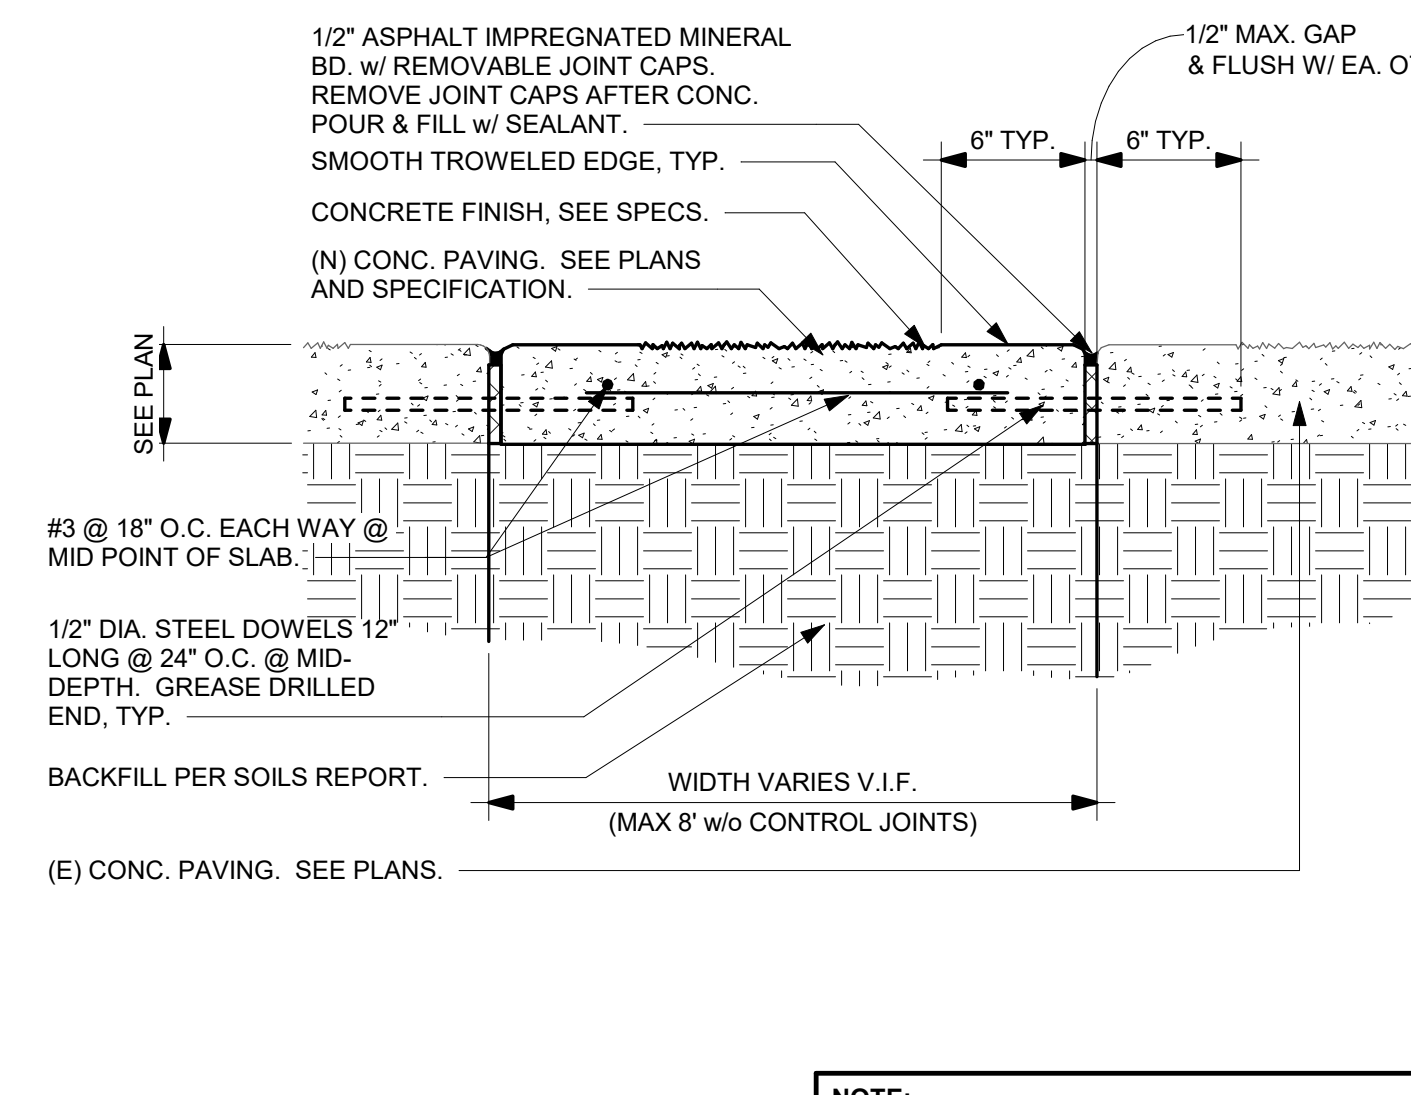 1/2" ASPHALT IMPREGNATED MINERAL
BD. w/ REMOVABLE JOINT CAPS.
REMOVE JOINT CAPS AFTER CONC.
POUR & FILL w/ SEALANT.
SMOOTH TROWELED EDGE, TYP.
CONCRETE FINISH, SEE SPECS.
(N) CONC. PAVING. SEE PLANS
AND SPECIFICATION.
1/2" MAX. GAP
& FLUSH W/ EA.
6" TYP.
6" TYP.
SEE PLAN
#3 @ 18" O.C. EACH WAY @
MID POINT OF SLAB.
1/2" DIA. STEEL DOWELS 12"
LONG @ 24" O.C. @ MID-
DEPTH. GREASE DRILLED
END, TYP.
BACKFILL PER SOILS REPORT.
WIDTH VARIES V.I.F.
(MAX 8' w/o CONTROL JOINTS)
(E) CONC. PAVING. SEE PLANS.
NOTE: